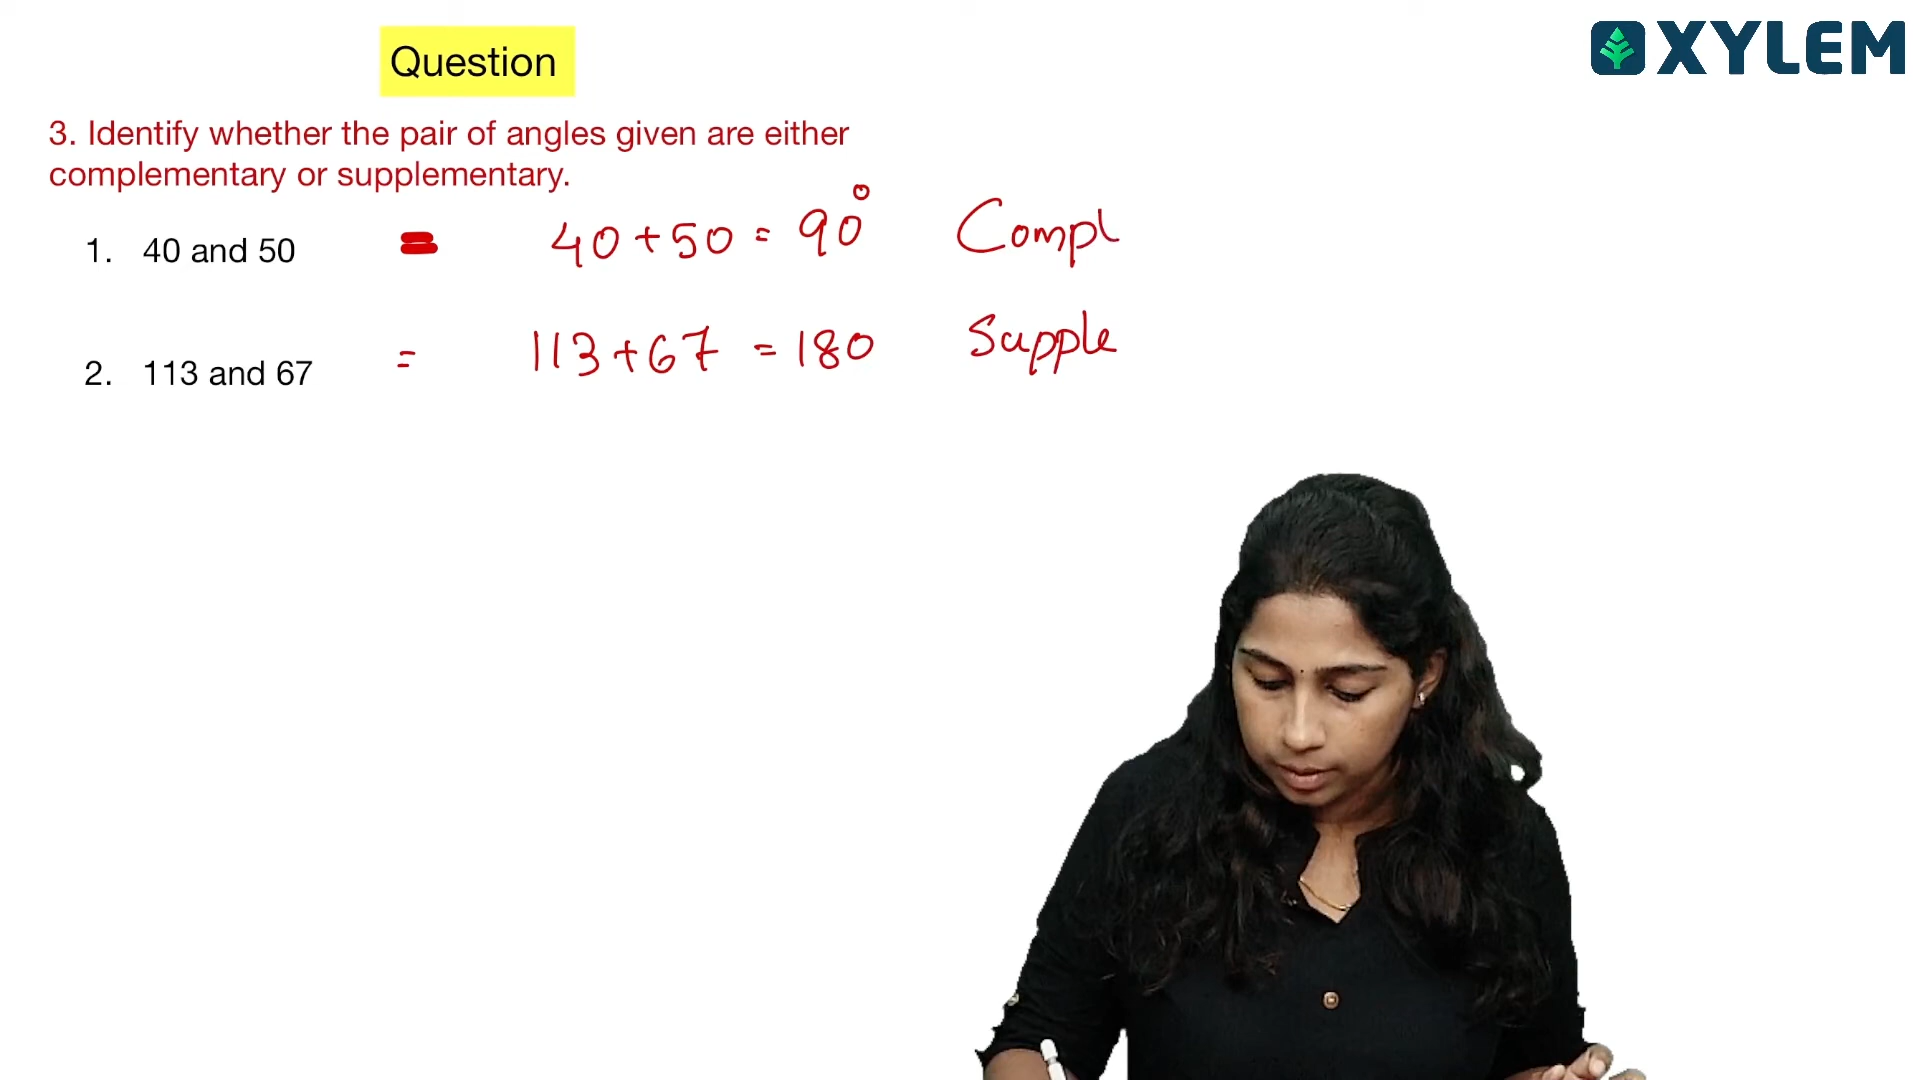 Question
XYLEM
3. Identify whether the pair of angles given are either
complementary or supplementary.
1. 40 and 50 = 40 + 50 = 90° Compl
2. 113 and 67 = 113 + 67 = 180 Supple